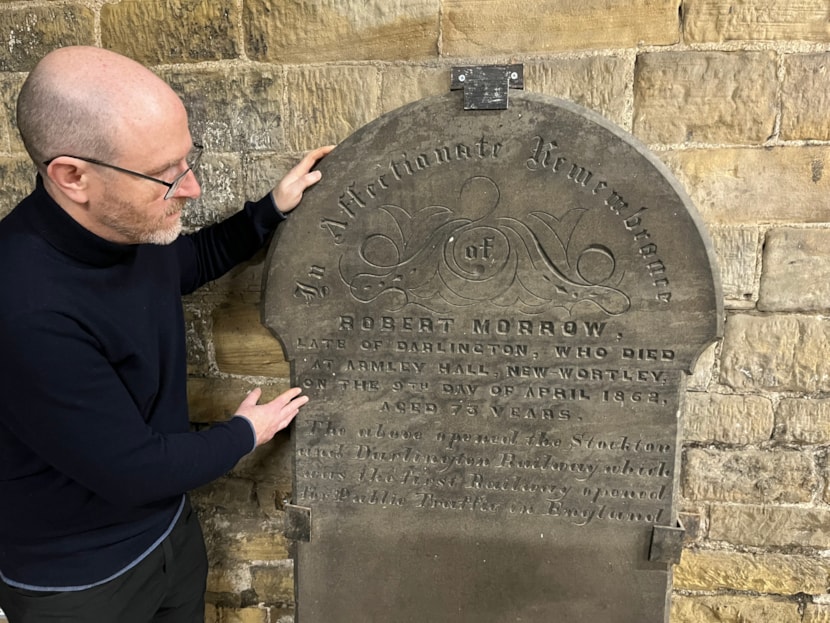 In Affectionate Remembrance
of
ROBERT MORROW,
LATE OF DARLINGTON, WHO DIED
AT ARMLEY HALL, NEW-WORTLEY,
ON THE 9TH DAY OF APRIL 1862,
AGED 73 YEARS.
The above opened the Stockton
and Darlington Railway which
was the first Railway opened
for Public Traffic in England